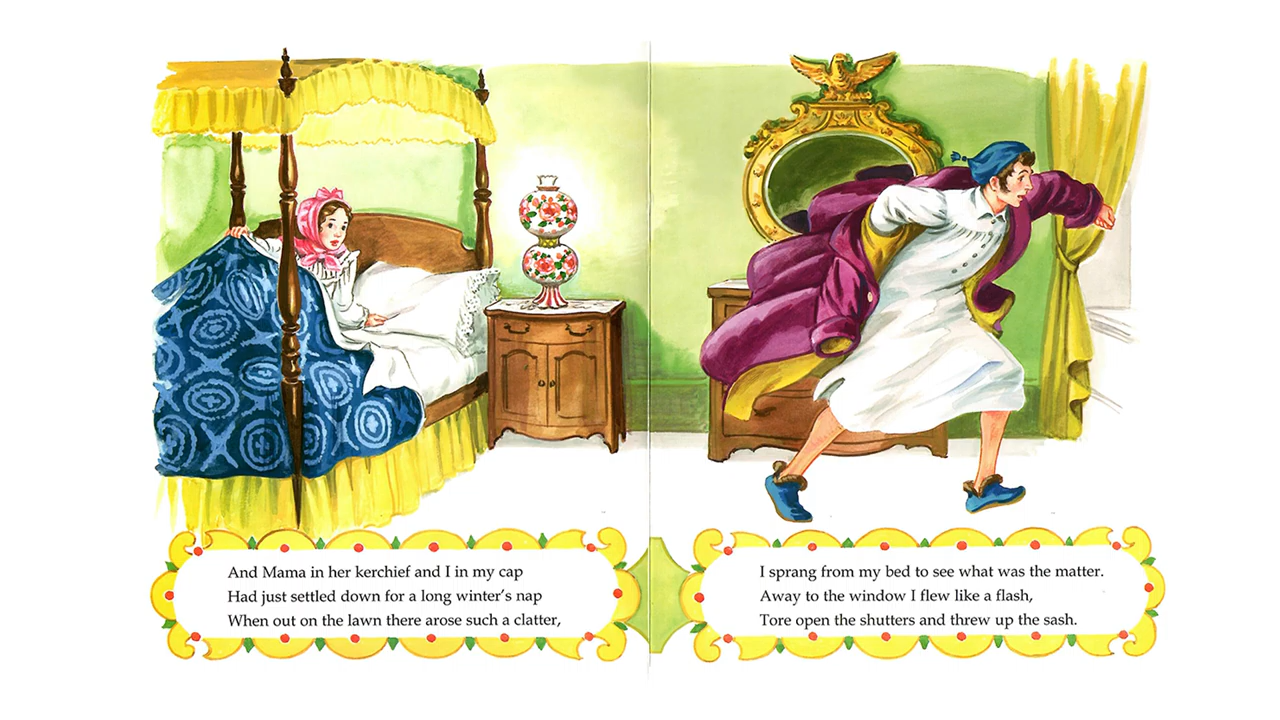 And Mama in her kerchief and I in my cap
Had just settled down for a long winter’s nap
When out on the lawn there arose such a clatter,
I sprang from my bed to see what was the matter.
Away to the window I flew like a flash,
Tore open the shutters and threw up the sash.